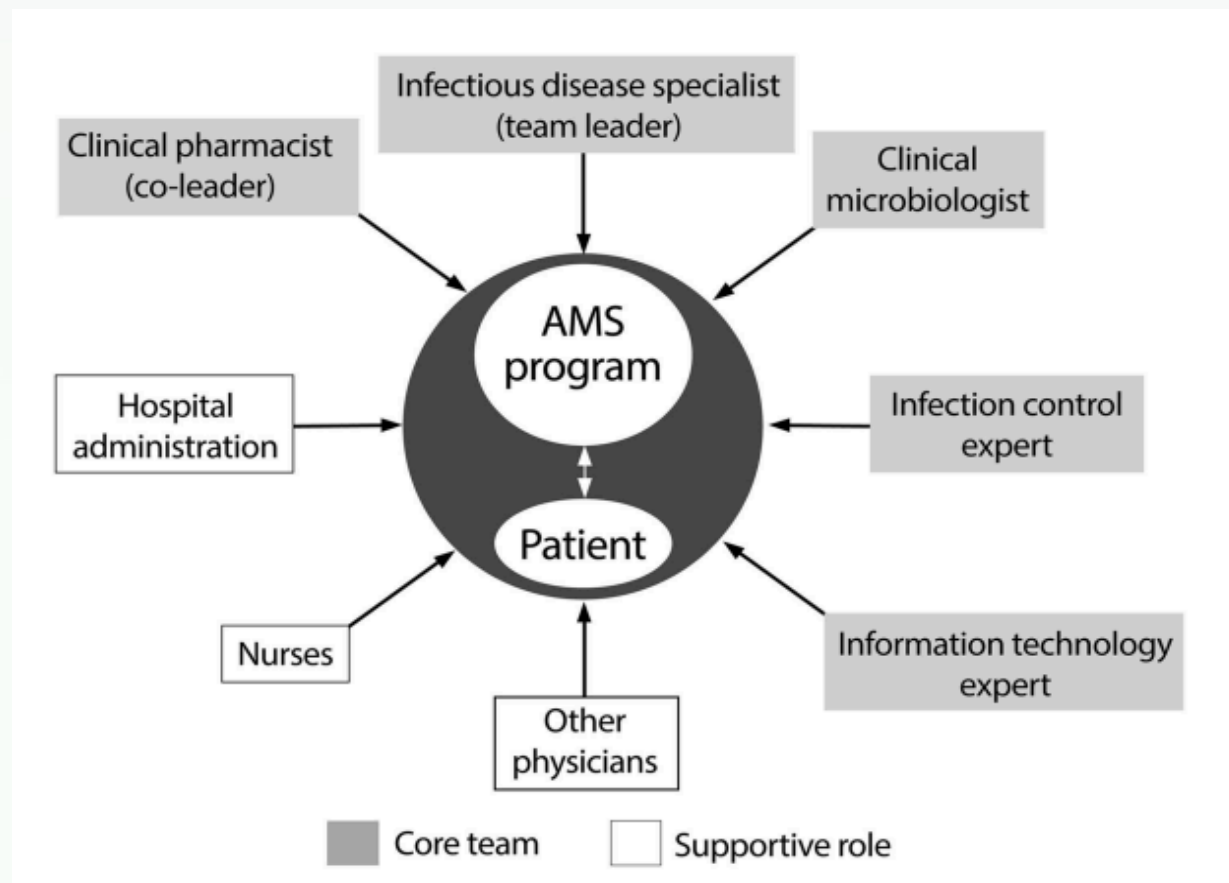 Infectious disease specialist
(team leader)
Clinical pharmacist
(co-leader)
Clinical
microbiologist
AMS
program
Hospital
administration
Infection control
expert
Patient
Nurses
Information technology
expert
Other
physicians
Core team
Supportive role